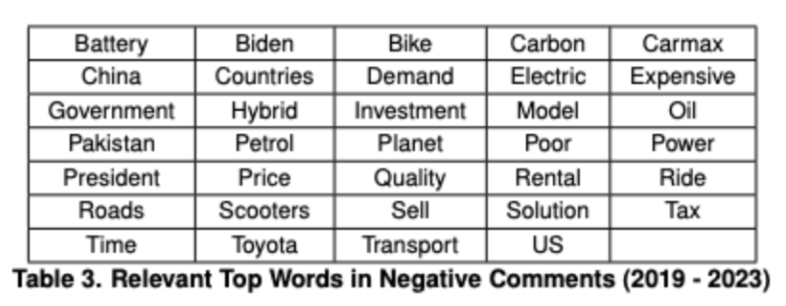 Battery Biden Bike Carbon Carmax
China Countries Demand Electric Expensive
Government Hybrid Investment Model Oil
Pakistan Petrol Planet Poor Power
President Price Quality Rental Ride
Roads Scooters Sell Solution Tax
Time Toyota Transport US
Table 3. Relevant Top Words in Negative Comments (2019 - 2023)